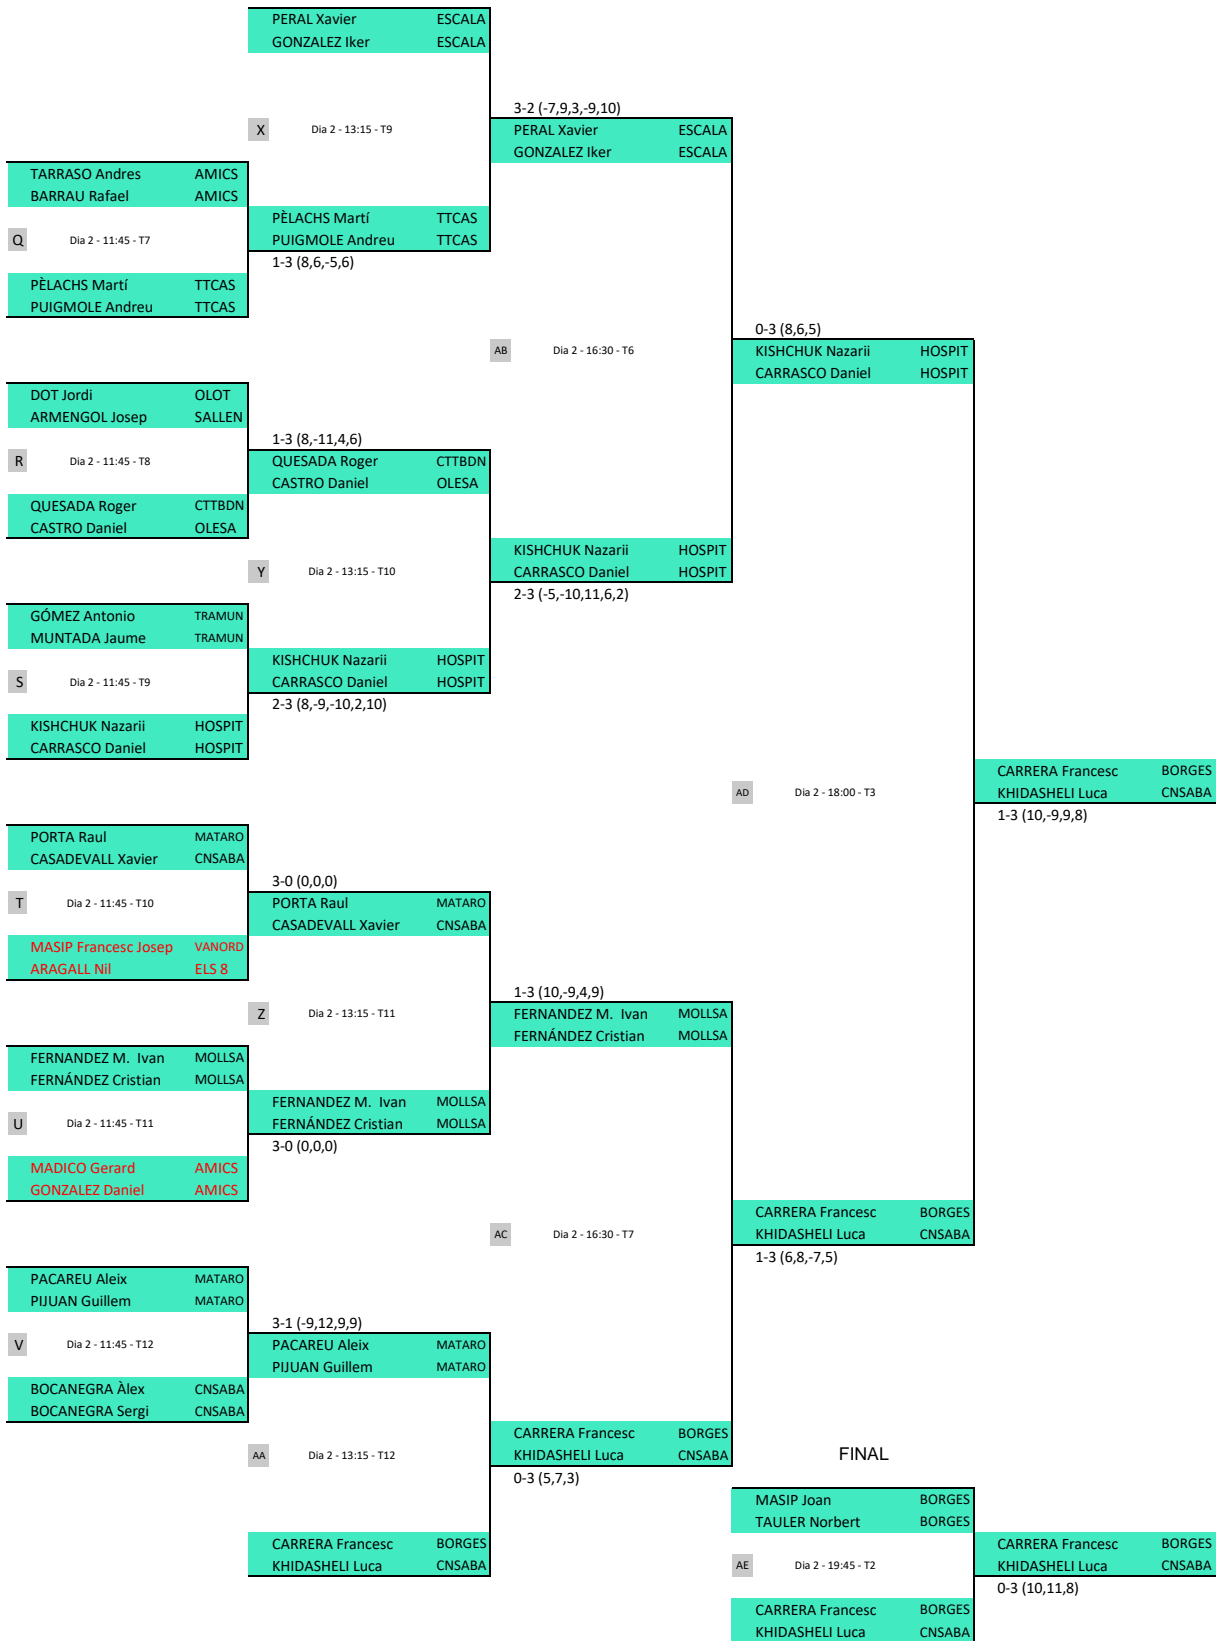 PERAL Xavier ESCALA
GONZALEZ Iker ESCALA
3-2 (-7,9,3,-9,10)
X Dia 2 - 13:15 - T9
PERAL Xavier ESCALA
GONZALEZ Iker ESCALA
TARRASO Andres AMICS
BARRAU Rafael AMICS
PÈLACHS Martí TTCAS
Q Dia 2 - 11:45 - T7
PUIGMOLE Andreu TTCAS
1-3 (8,6,-5,6)
PÈLACHS Martí TTCAS
PUIGMOLE Andreu TTCAS
0-3 (8,6,5)
AB Dia 2 - 16:30 - T6
KISHCHUK Nazarii HOSPIT
CARRASCO Daniel HOSPIT
DOT Jordi OLOT
ARMENGOL Josep SALLEN
1-3 (8,-11,4,6)
R Dia 2 - 11:45 - T8
QUESADA Roger CTTBDN
CASTRO Daniel OLESA
QUESADA Roger CTTBDN
CASTRO Daniel OLESA
KISHCHUK Nazarii HOSPIT
Y Dia 2 - 13:15 - T10
CARRASCO Daniel HOSPIT
2-3 (-5,-10,11,6,2)
GÓMEZ Antonio TRAMUN
MUNTADA Jaume TRAMUN
KISHCHUK Nazarii HOSPIT
S Dia 2 - 11:45 - T9
CARRASCO Daniel HOSPIT
2-3 (8,-9,-10,2,10)
KISHCHUK Nazarii HOSPIT
CARRASCO Daniel HOSPIT
CARRERA Francesc BORGES
AD Dia 2 - 18:00 - T3
KHIDASHELI Luca CNSABA
1-3 (10,-9,9,8)
PORTA Raul MATARO
CASADEVALL Xavier CNSABA
3-0 (0,0,0)
T Dia 2 - 11:45 - T10
PORTA Raul MATARO
CASADEVALL Xavier CNSABA
MASIP Francesc Josep VANORD
ARAGALL Nil ELS 8
1-3 (10,-9,4,9)
Z Dia 2 - 13:15 - T11
FERNANDEZ M. Ivan MOLLSA
FERNÁNDEZ Cristian MOLLSA
FERNANDEZ M. Ivan MOLLSA
FERNÁNDEZ Cristian MOLLSA
FERNANDEZ M. Ivan MOLLSA
U Dia 2 - 11:45 - T11
FERNÁNDEZ Cristian MOLLSA
3-0 (0,0,0)
MADICO Gerard AMICS
GONZALEZ Daniel AMICS
CARRERA Francesc BORGES
AC Dia 2 - 16:30 - T7
KHIDASHELI Luca CNSABA
1-3 (6,8,-7,5)
PACAREU Aleix MATARO
PIJUAN Guillem MATARO
3-1 (-9,12,9,9)
V Dia 2 - 11:45 - T12
PACAREU Aleix MATARO
PIJUAN Guillem MATARO
BOCANEGRA Àlex CNSABA
BOCANEGRA Sergi CNSABA
CARRERA Francesc BORGES
AA Dia 2 - 13:15 - T12
KHIDASHELI Luca CNSABA
FINAL
0-3 (5,7,3)
MASIP Joan BORGES
TAULER Norbert BORGES
CARRERA Francesc BORGES
KHIDASHELI Luca CNSABA
AE Dia 2 - 19:45 - T2
CARRERA Francesc BORGES
KHIDASHELI Luca CNSABA
0-3 (10,11,8)
CARRERA Francesc BORGES
KHIDASHELI Luca CNSABA